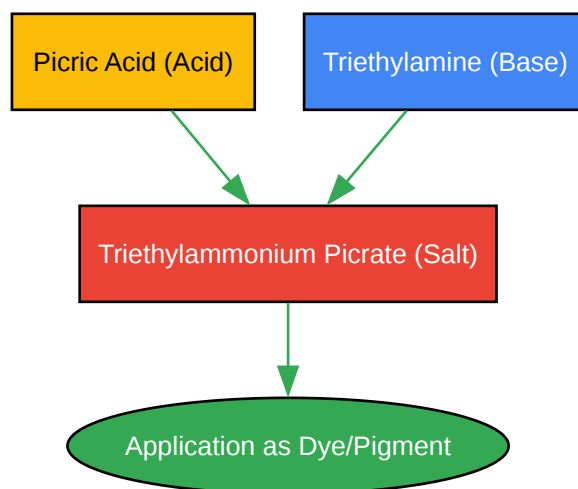 Picric Acid (Acid)
Triethylamine (Base)
Triethylammonium Picrate (Salt)
Application as Dye/Pigment